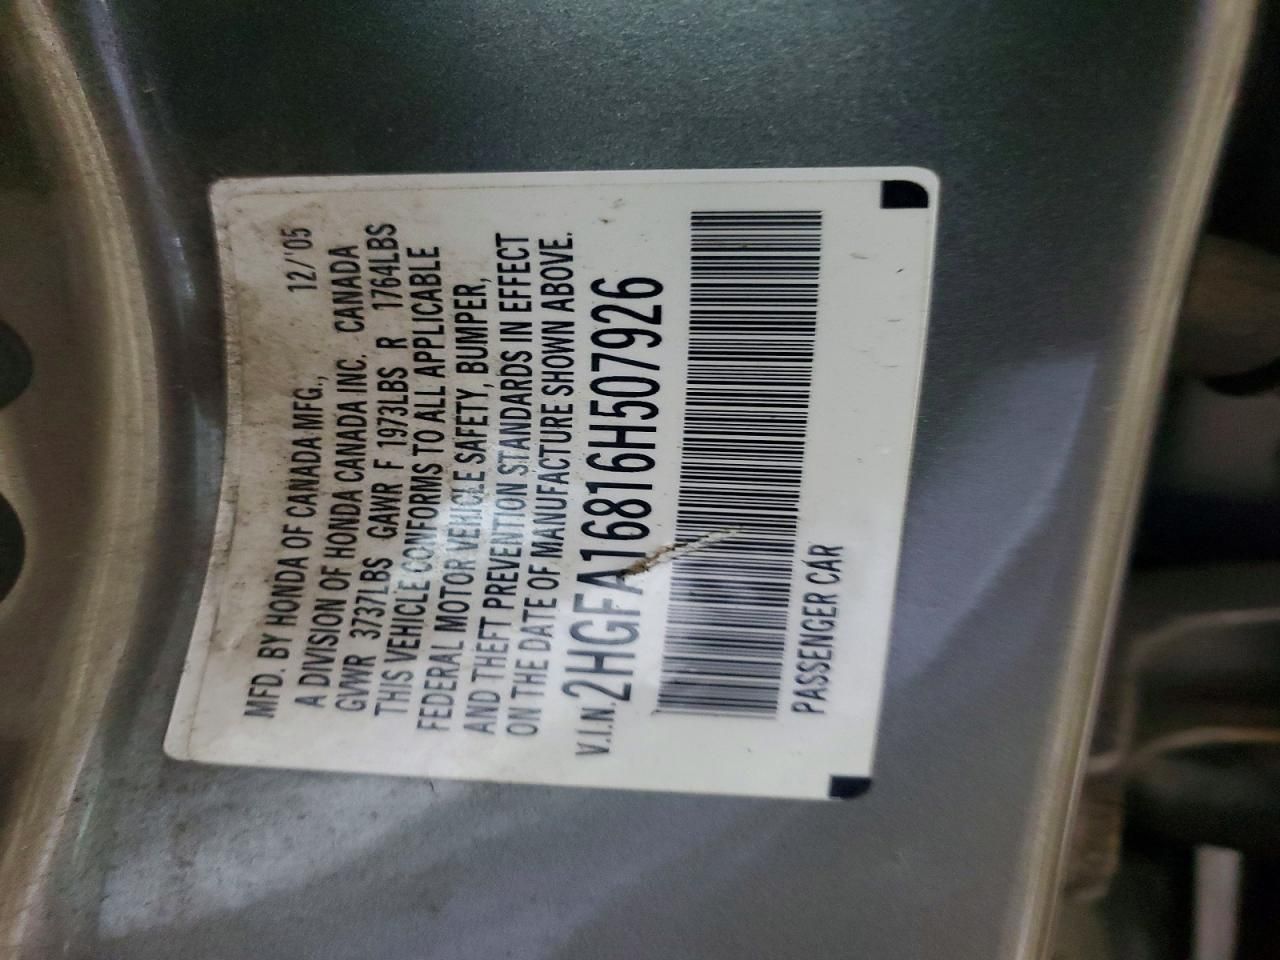 MFD. BY HONDA OF CANADA MFG., 12/'05
A DIVISION OF HONDA CANADA INC. CANADA
GVWR 3737LBS GAWR F 1973LBS R 1764LBS
THIS VEHICLE CONFORMS TO ALL APPLICABLE
FEDERAL MOTOR VEHICLE SAFETY, BUMPER,
AND THEFT PREVENTION STANDARDS IN EFFECT
ON THE DATE OF MANUFACTURE SHOWN ABOVE.
V.I.N. 2HGFA16816H507926
PASSENGER CAR